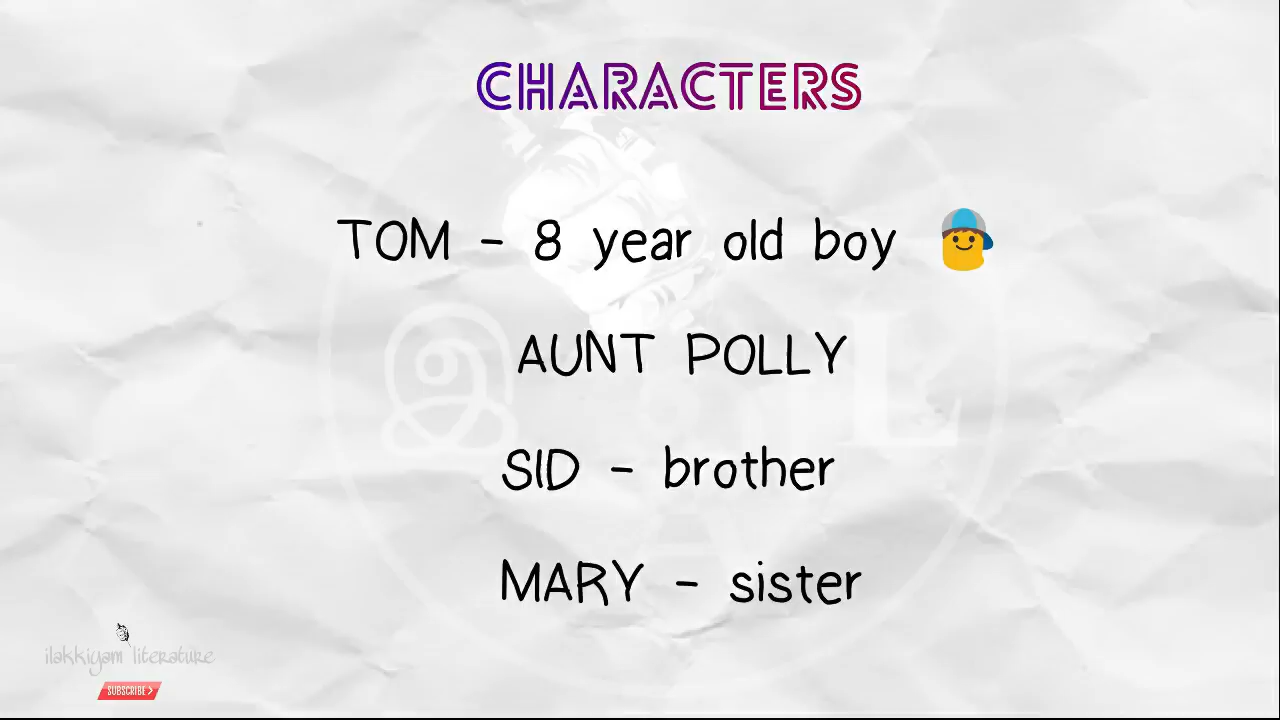 CHARACTERS
TOM - 8 year old boy
AUNT POLLY
SID - brother
MARY - sister
இ L
ilakkiyam literature
SUBSCRIBE >